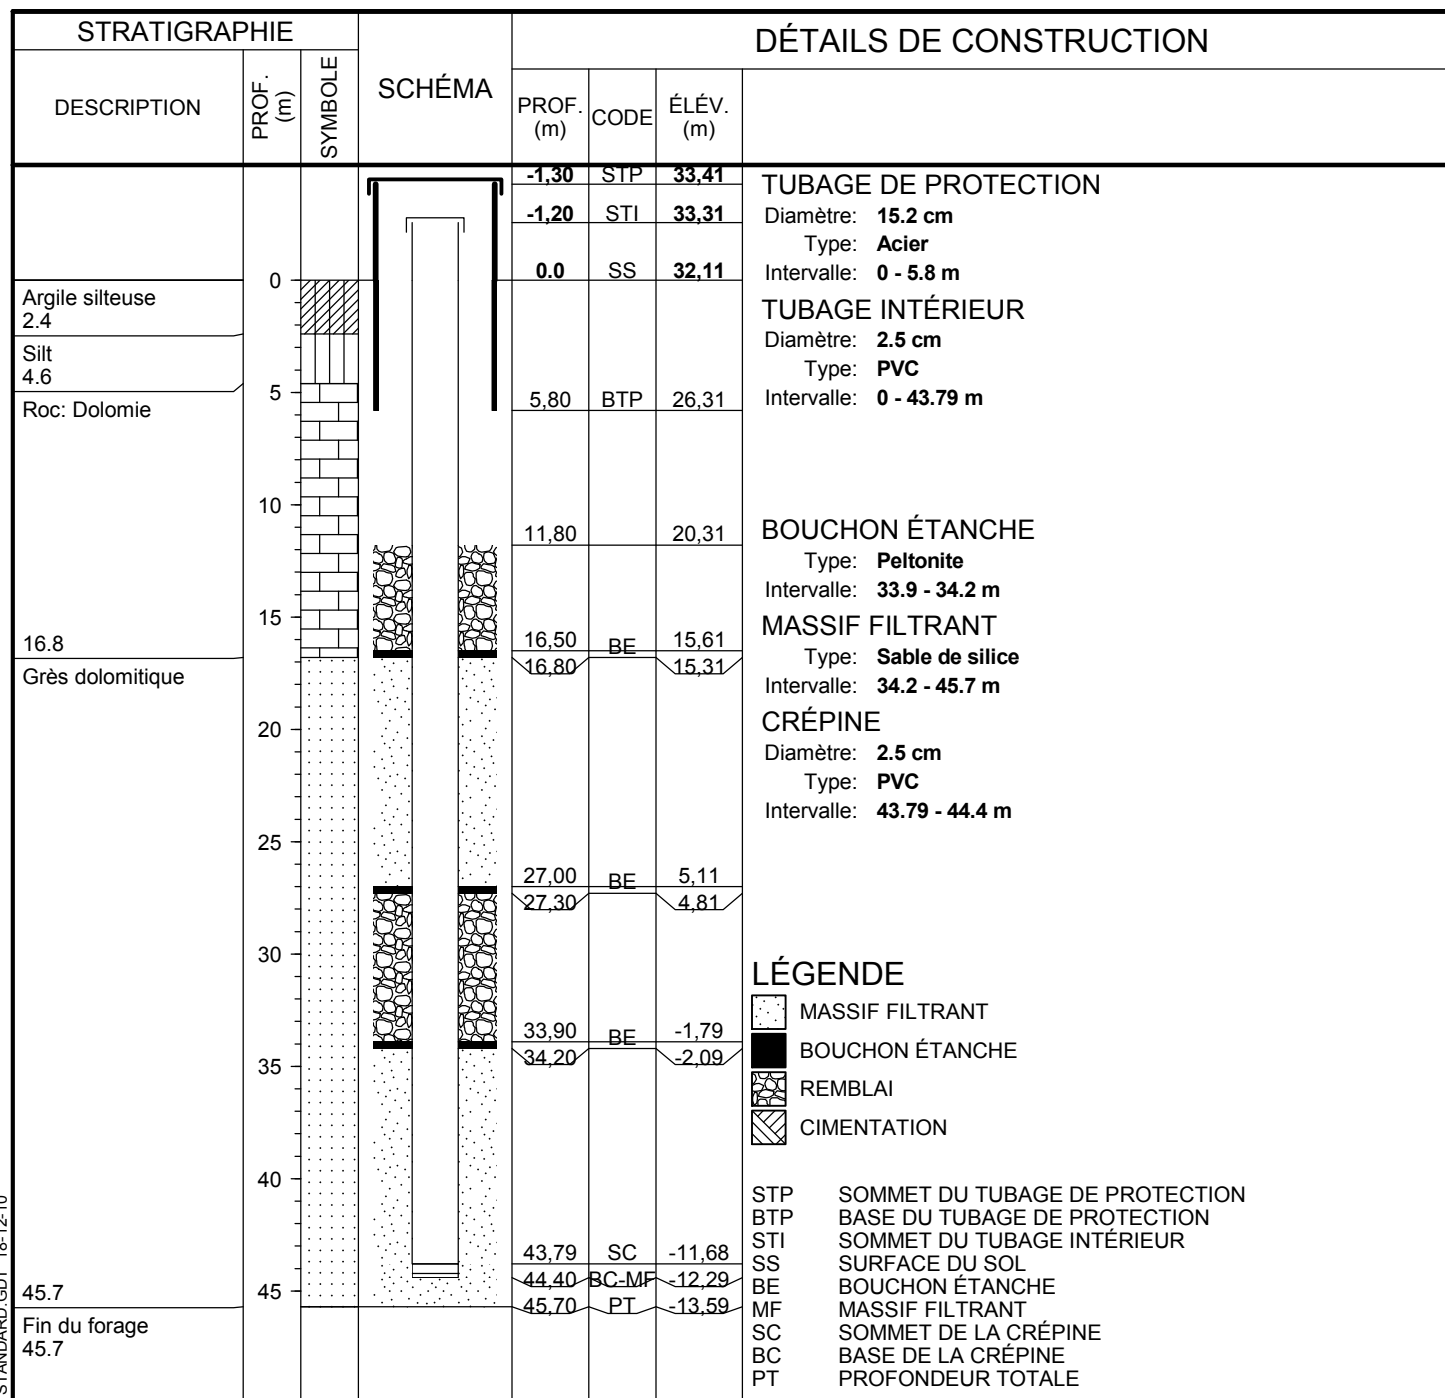 STRATIGRAPHIE
SCHÉMA
DÉTAILS DE CONSTRUCTION
DESCRIPTION
PROF. (m)
SYMBOLE
PROF. (m)
CODE
ÉLÉV. (m)
-1,30 STP 33,41
-1,20 STI 33,31
0.0 SS 32,11
5,80 BTP 26,31
11,80 20,31
16,50 BE 15,61
16,80 15,31
27,00 BE 5,11
27,30 4,81
33,90 BE -1,79
34,20 -2,09
43,79 SC -11,68
44,40 BC-MF -12,29
45,70 PT -13,59
Argile silteuse
2.4
Silt
4.6
Roc: Dolomie
16.8
Grès dolomitique
45.7
Fin du forage
45.7
0
5
10
15
20
25
30
35
40
45
TUBAGE DE PROTECTION
Diamètre: 15.2 cm
Type: Acier
Intervalle: 0 - 5.8 m
TUBAGE INTÉRIEUR
Diamètre: 2.5 cm
Type: PVC
Intervalle: 0 - 43.79 m
BOUCHON ÉTANCHE
Type: Peltonite
Intervalle: 33.9 - 34.2 m
MASSIF FILTRANT
Type: Sable de silice
Intervalle: 34.2 - 45.7 m
CRÉPINE
Diamètre: 2.5 cm
Type: PVC
Intervalle: 43.79 - 44.4 m
LÉGENDE
MASSIF FILTRANT
BOUCHON ÉTANCHE
REMBLAI
CIMENTATION
STP SOMMET DU TUBAGE DE PROTECTION
BTP BASE DU TUBAGE DE PROTECTION
STI SOMMET DU TUBAGE INTÉRIEUR
SS SURFACE DU SOL
BE BOUCHON ÉTANCHE
MF MASSIF FILTRANT
SC SOMMET DE LA CRÉPINE
BC BASE DE LA CRÉPINE
PT PROFONDEUR TOTALE
STANDARD.GDT 18-12-10